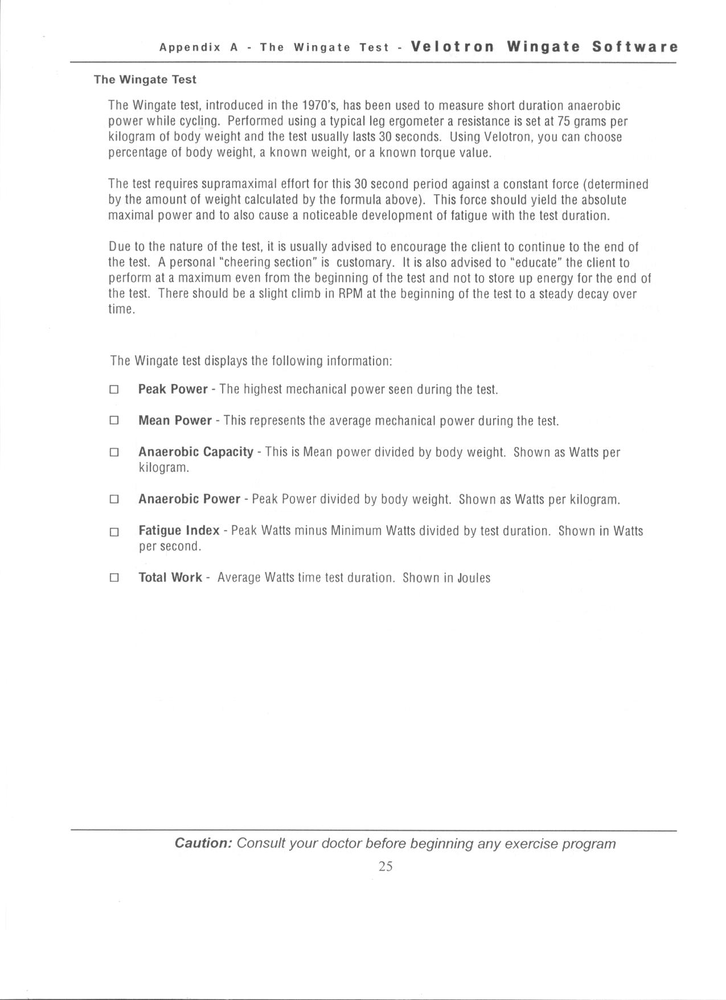 Appendix A - The Wingate Test - Velotron Wingate Software
The Wingate Test
The Wingate test, introduced in the 1970's, has been used to measure short duration anaerobic
power while cycling. Performed using a typical leg ergometer a resistance is set at 75 grams per
kilogram of body weight and the test usually lasts 30 seconds. Using Velotron, you can choose
percentage of body weight, a known weight, or a known torque value.
The test requires supramaximal effort for this 30 second period against a constant force (determined
by the amount of weight calculated by the formula above). This force should yield the absolute
maximal power and to also cause a noticeable development of fatigue with the test duration.
Due to the nature of the test, it is usually advised to encourage the client to continue to the end of
the test. A personal "cheering section" is customary. It is also advised to "educate" the client to
perform at a maximum even from the beginning of the test and not to store up energy for the end of
the test. There should be a slight climb in RPM at the beginning of the test to a steady decay over
time.
The Wingate test displays the following information:
□ Peak Power - The highest mechanical power seen during the test.
□ Mean Power - This represents the average mechanical power during the test.
□ Anaerobic Capacity - This is Mean power divided by body weight. Shown as Watts per
kilogram.
□ Anaerobic Power - Peak Power divided by body weight. Shown as Watts per kilogram.
□ Fatigue Index - Peak Watts minus Minimum Watts divided by test duration. Shown in Watts
per second.
□ Total Work - Average Watts time test duration. Shown in Joules
Caution: Consult your doctor before beginning any exercise program
25